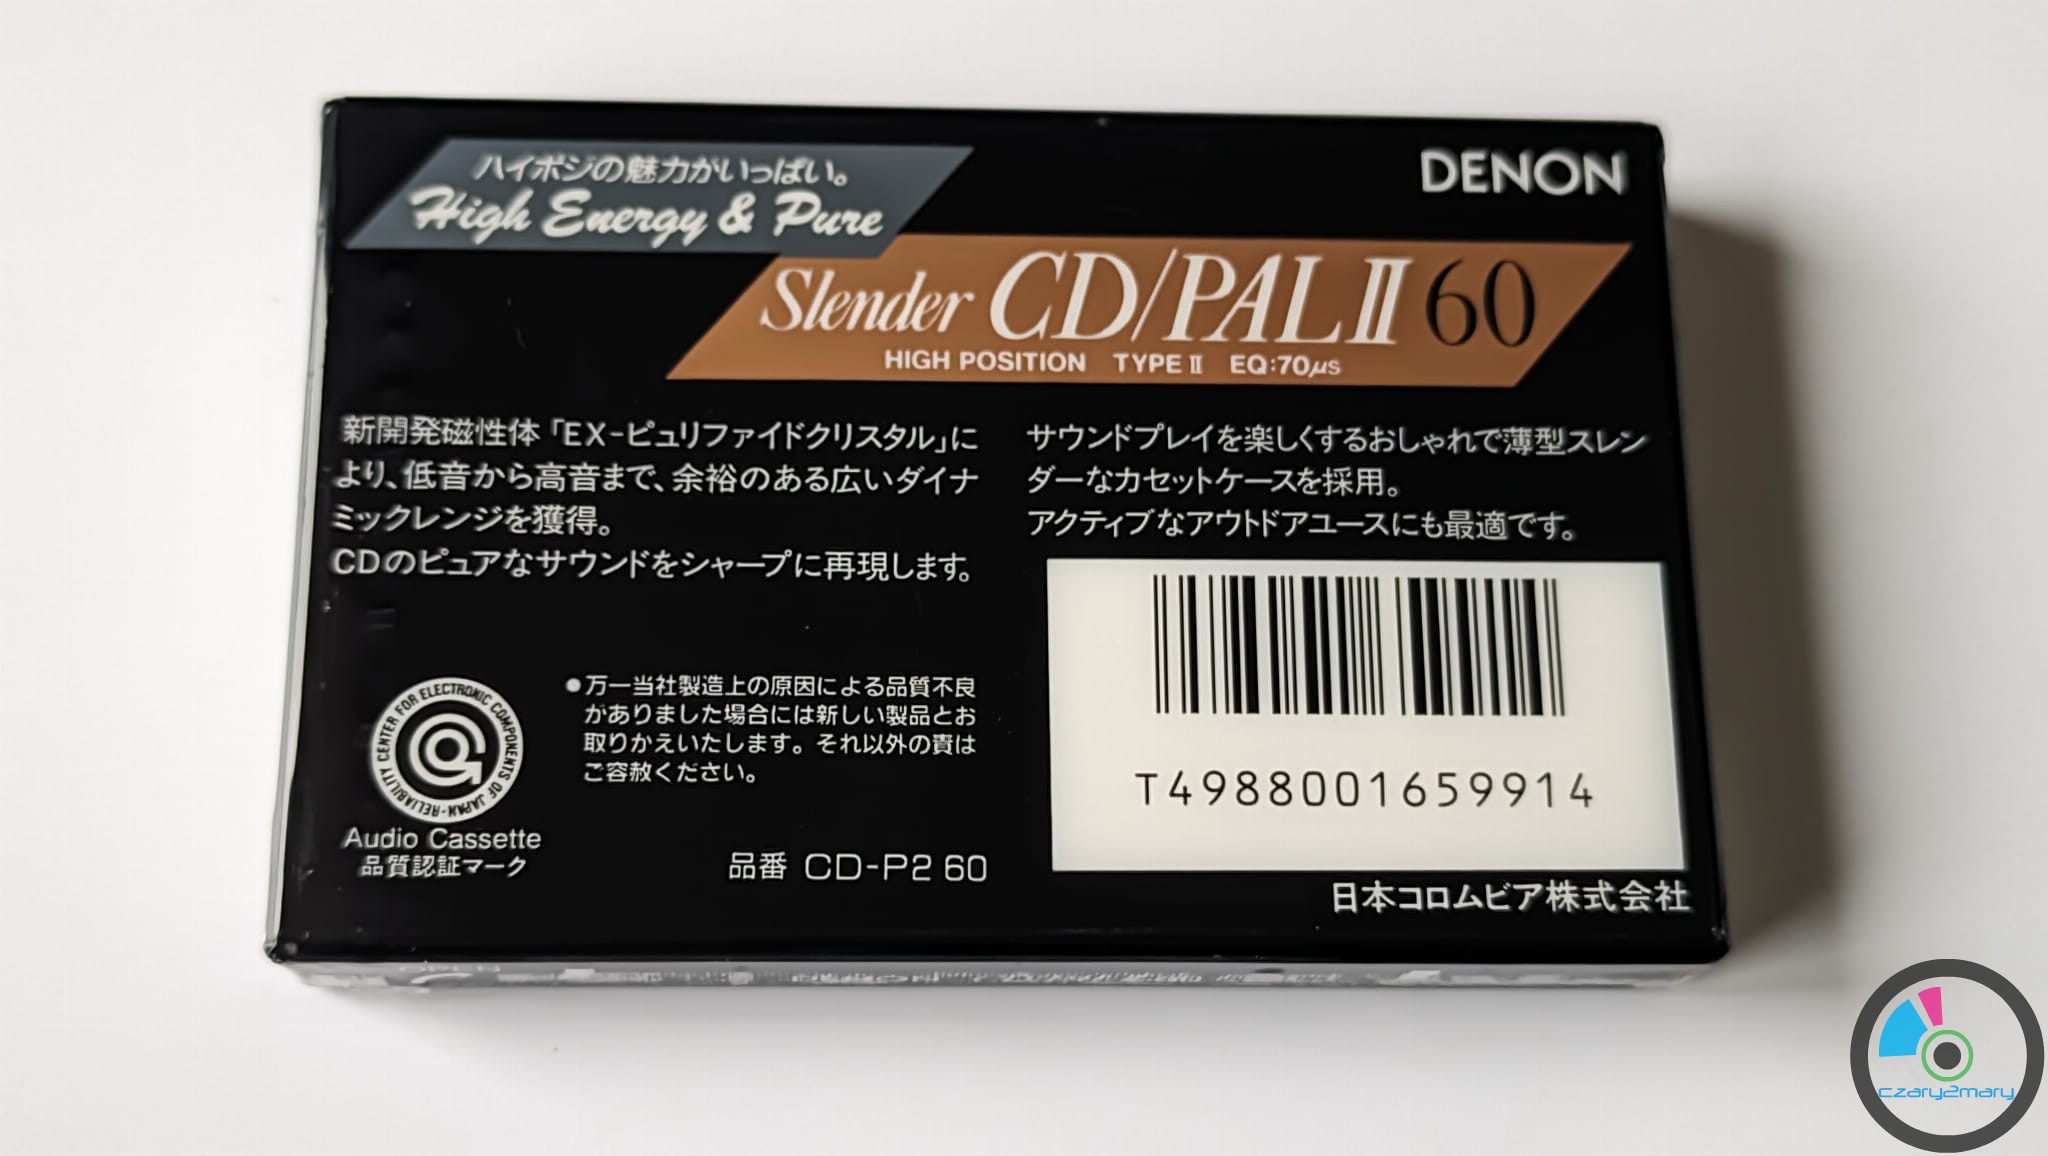 ハイポジの魅力がいっぱい。
High Energy & Pure
DENON
Slender CD/PAL II 60
HIGH POSITION TYPE II EQ:70μs
新開発磁性体「EX-ピュリファイドクリスタル」に
より、低音から高音まで、余裕のある広いダイナ
ミックレンジを獲得。
CDのピュアなサウンドをシャープに再現します。
サウンドプレイを楽しくするおしゃれで薄型スレン
ダーなカセットケースを採用。
アクティブなアウトドアユースにも最適です。
RELIABILITY CENTER FOR ELECTRONIC COMPONENTS OF JAPAN
Audio Cassette
品質認証マーク
●万一当社製造上の原因による品質不良
がありました場合には新しい製品とお
取りかえいたします。それ以外の責は
ご容赦ください。
品番 CD-P2 60
T4988001659914
日本コロムビア株式会社
czary2mary